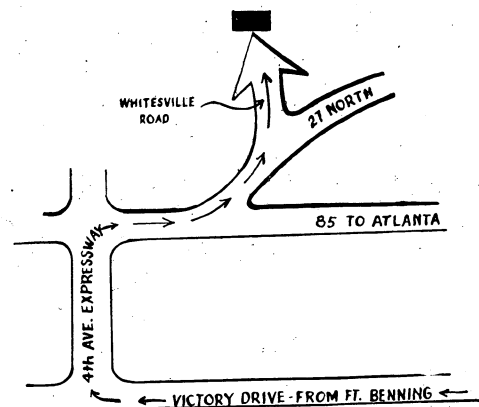 WHITESVILLE
ROAD
27 NORTH
85 TO ATLANTA
4th AVE. EXPRESSWAY
VICTORY DRIVE-FROM FT. BENNING